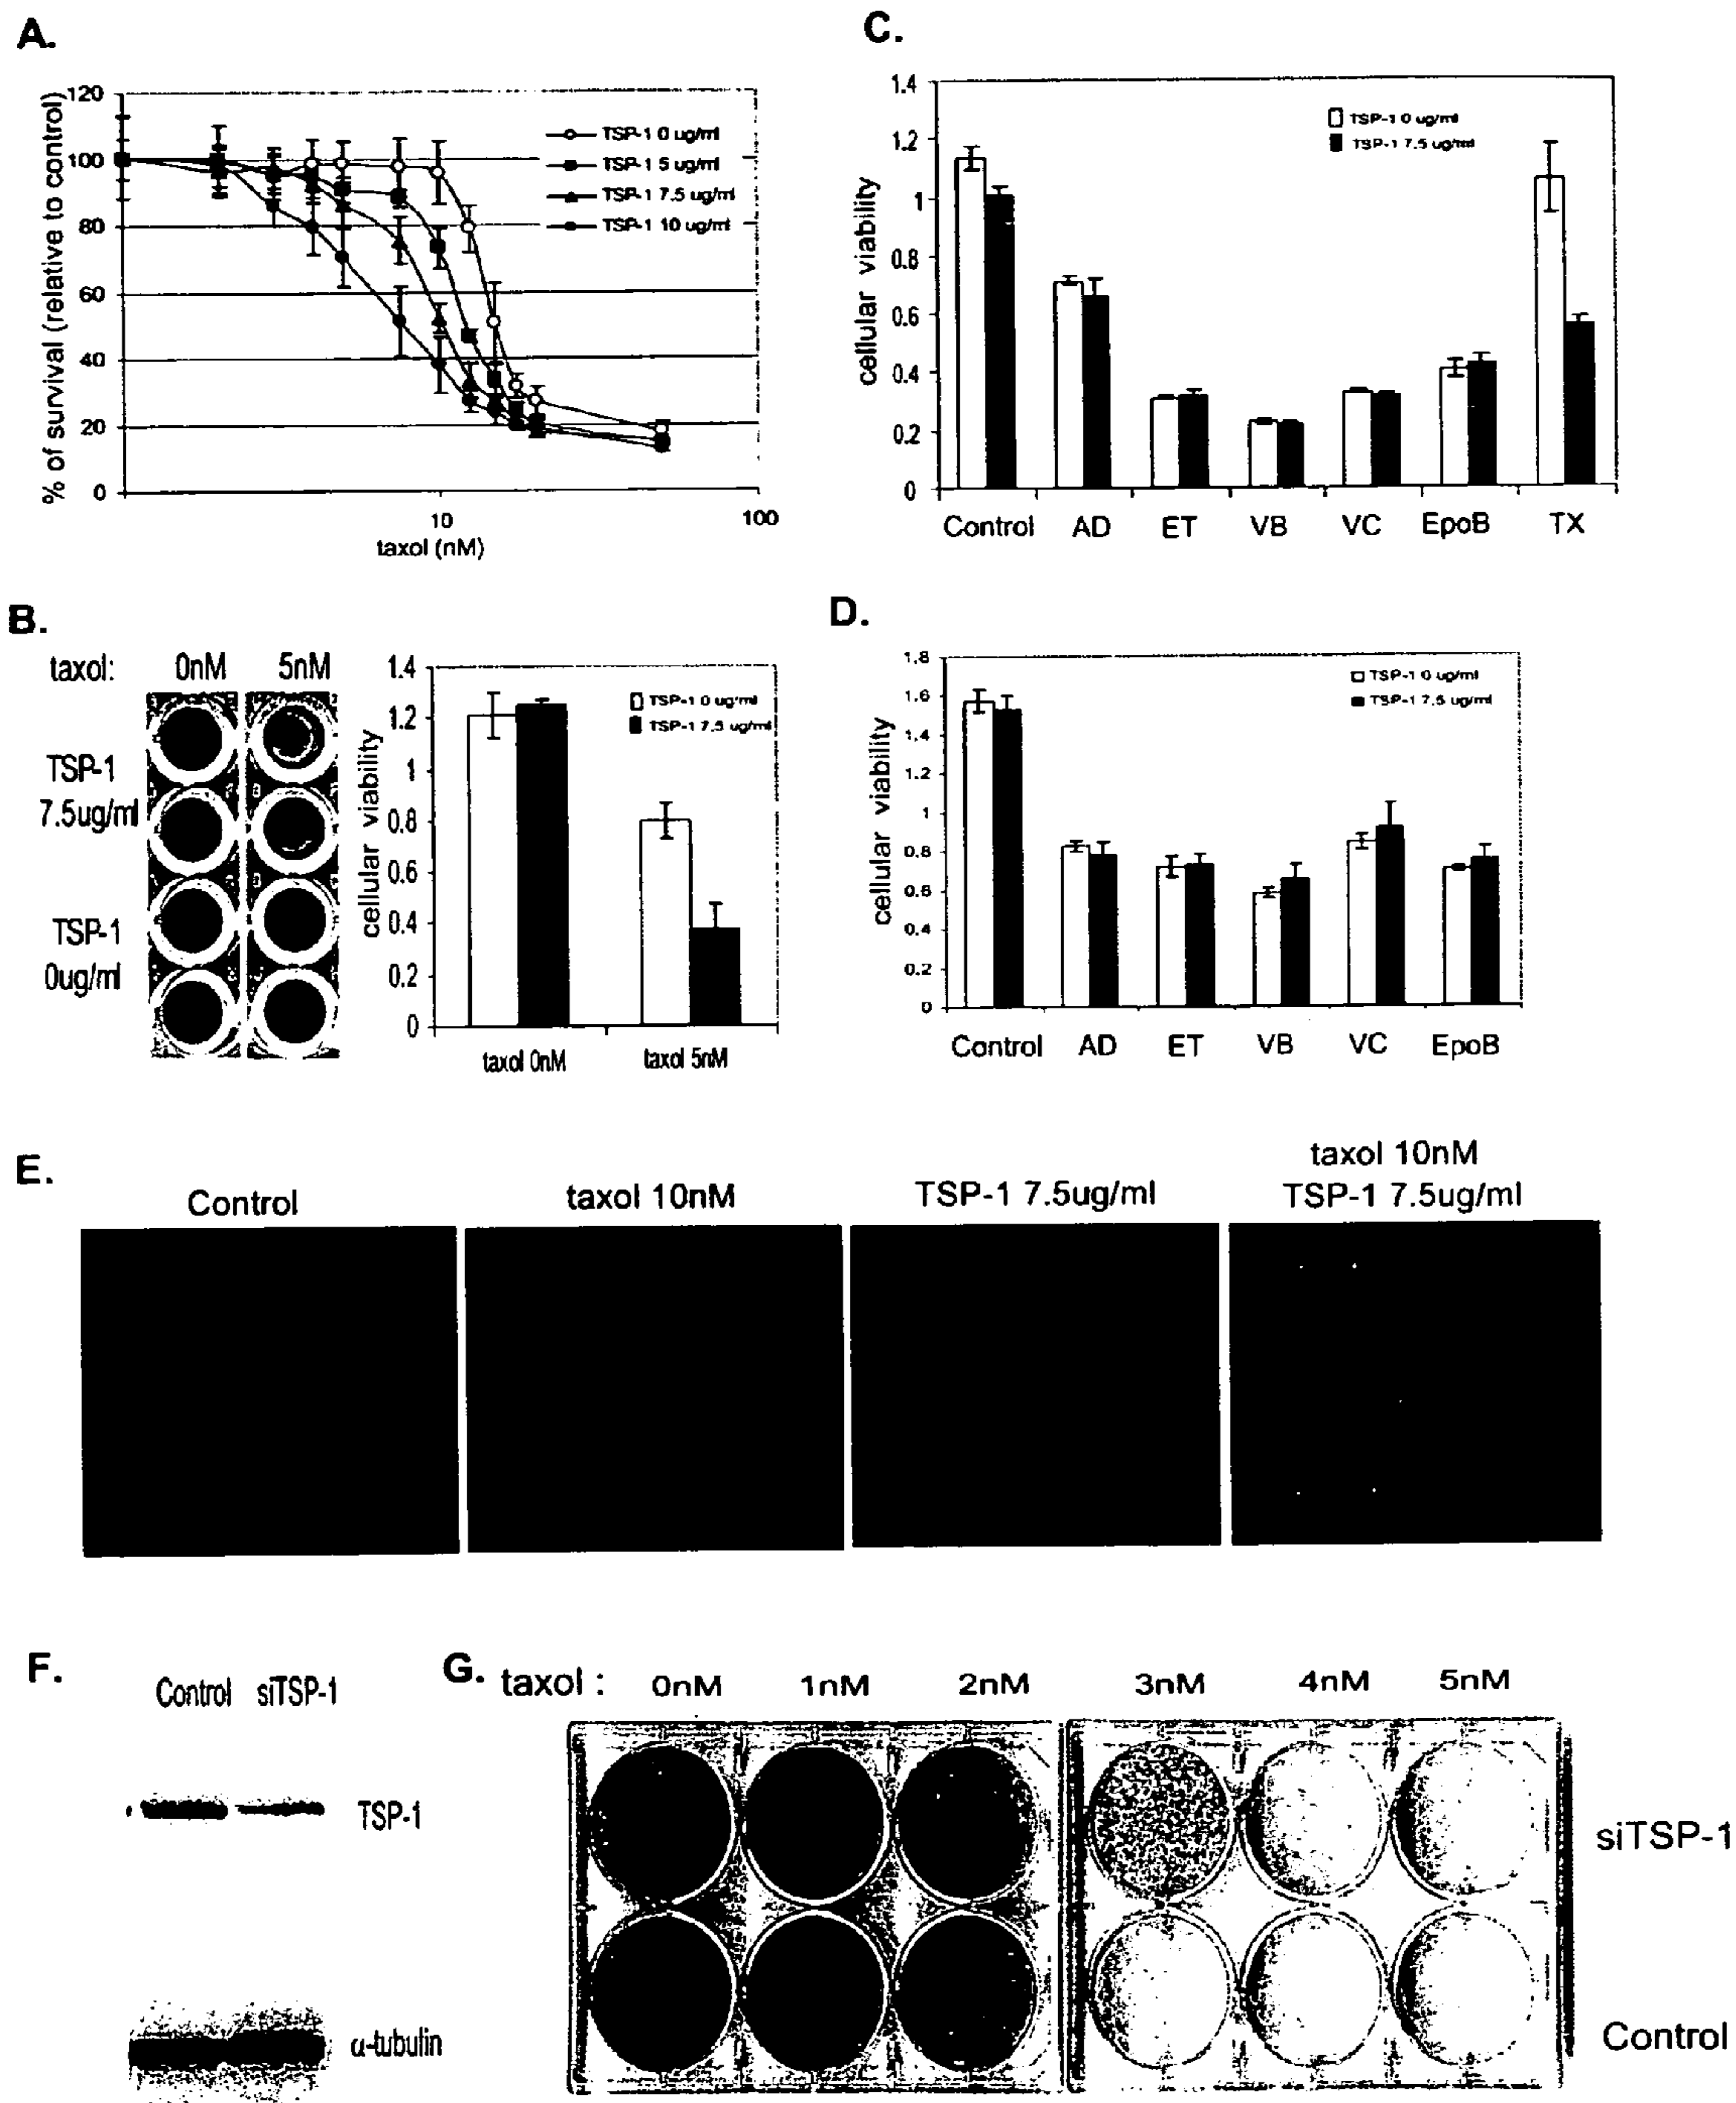 A.
% of survival (relative to control)
120
100
80
60
40
20
0
TSP-1 0 ug/ml
TSP-1 5 ug/ml
TSP-1 7.5 ug/ml
TSP-1 10 ug/ml
10
100
taxol (nM)
C.
cellular viability
1.4
1.2
1
0.8
0.6
0.4
0.2
0
TSP-1 0 ug/ml
TSP-1 7.5 ug/ml
Control AD ET VB VC EpoB TX
B.
taxol: 0nM 5nM
TSP-1
7.5ug/ml
TSP-1
0ug/ml
cellular viability
1.4
1.2
1
0.8
0.6
0.4
0.2
0
TSP-1 0 ug/ml
TSP-1 7.5 ug/ml
taxol 0nM taxol 5nM
D.
cellular viability
1.8
1.6
1.4
1.2
1
0.8
0.6
0.4
0.2
0
TSP-1 0 ug/ml
TSP-1 7.5 ug/ml
Control AD ET VB VC EpoB
E.
Control
taxol 10nM
TSP-1 7.5ug/ml
taxol 10nM
TSP-1 7.5ug/ml
F.
Control siTSP-1
TSP-1
α-tubulin
G.
taxol : 0nM 1nM 2nM 3nM 4nM 5nM
siTSP-1
Control